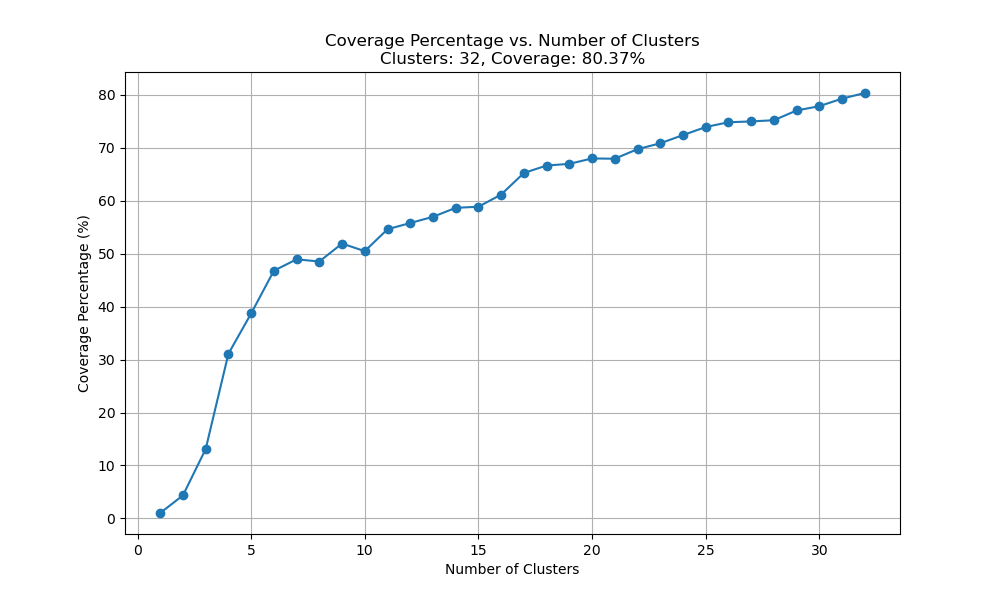 Coverage Percentage vs. Number of Clusters
Clusters: 32, Coverage: 80.37%
Coverage Percentage (%)
80
70
60
50
40
30
20
10
0
0 5 10 15 20 25 30
Number of Clusters